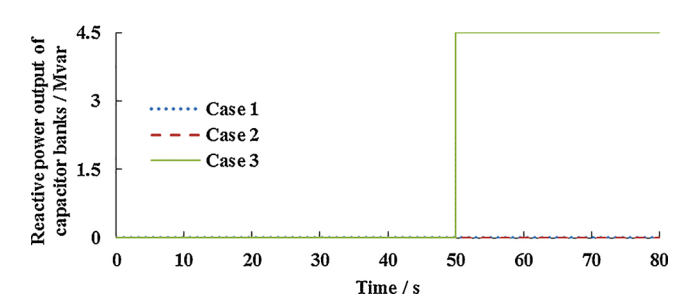 Reactive power output of
capacitor banks / Mvar
4.5
3
1.5
0
Case 1
Case 2
Case 3
0 10 20 30 40 50 60 70 80
Time / s